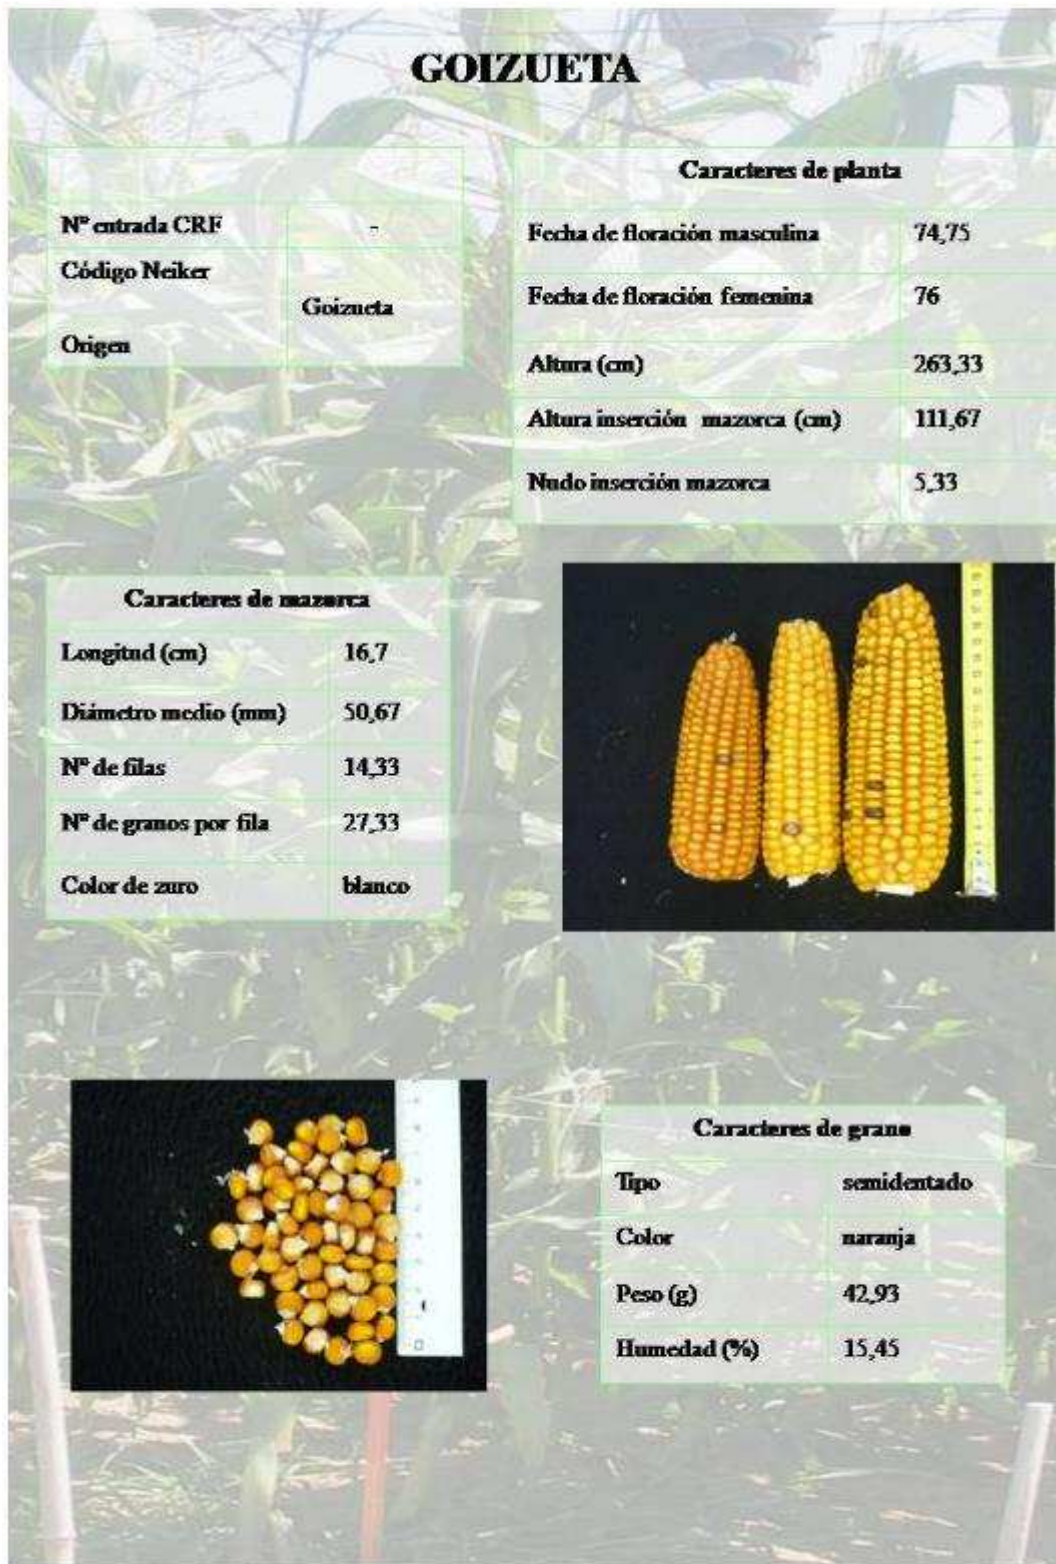 GOIZUETA
Nº entrada CRF -
Código Neiker
Goizueta
Origen
Caracteres de planta
Fecha de floración masculina 74,75
Fecha de floración femenina 76
Altura (cm) 263,33
Altura inserción mazorca (cm) 111,67
Nudo inserción mazorca 5,33
Caracteres de mazorca
Longitud (cm) 16,7
Diámetro medio (mm) 50,67
Nº de filas 14,33
Nº de granos por fila 27,33
Color de zuro blanco
Caracteres de grano
Tipo semidentado
Color naranja
Peso (g) 42,93
Humedad (%) 15,45